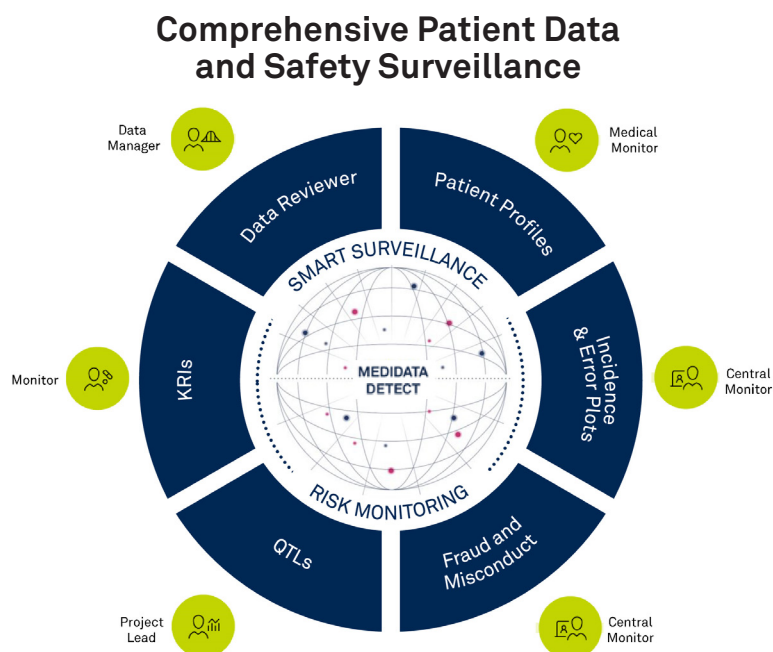 Comprehensive Patient Data
and Safety Surveillance
Data
Manager
Medical
Monitor
Data Reviewer
Patient Profiles
SMART SURVEILLANCE
Monitor
KRIs
MEDIDATA
DETECT
Incidence
& Error Plots
Central
Monitor
RISK MONITORING
QTLs
Fraud and
Misconduct
Project
Lead
Central
Monitor